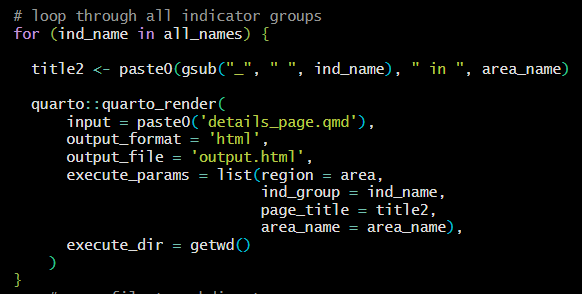 # loop through all indicator groups
for (ind_name in all_names) {
title2 <- paste0(gsub("_", " ", ind_name), " in ", area_name)
quarto::quarto_render(
input = paste0('details_page.qmd'),
output_format = 'html',
output_file = 'output.html',
execute_params = list(region = area,
ind_group = ind_name,
page_title = title2,
area_name = area_name),
execute_dir = getwd()
)
}